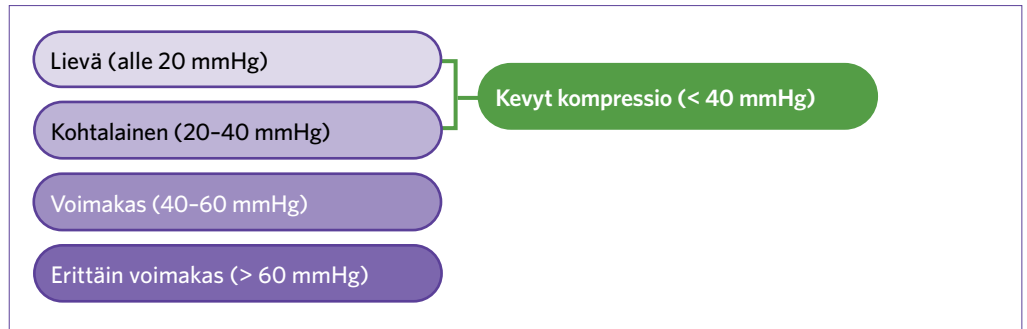 Lievä (alle 20 mmHg)
Kohtalainen (20–40 mmHg)
Kevyt kompressio (< 40 mmHg)
Voimakas (40–60 mmHg)
Erittäin voimakas (> 60 mmHg)